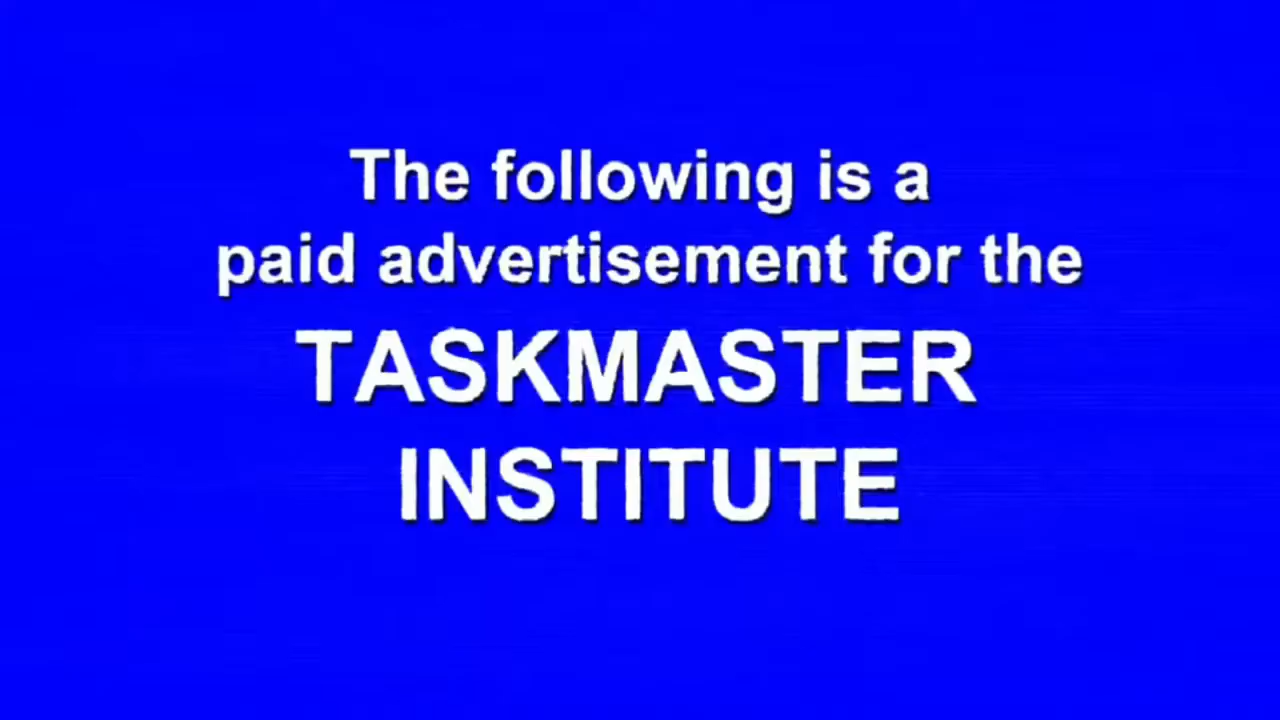 The following is a
paid advertisement for the
TASKMASTER
INSTITUTE